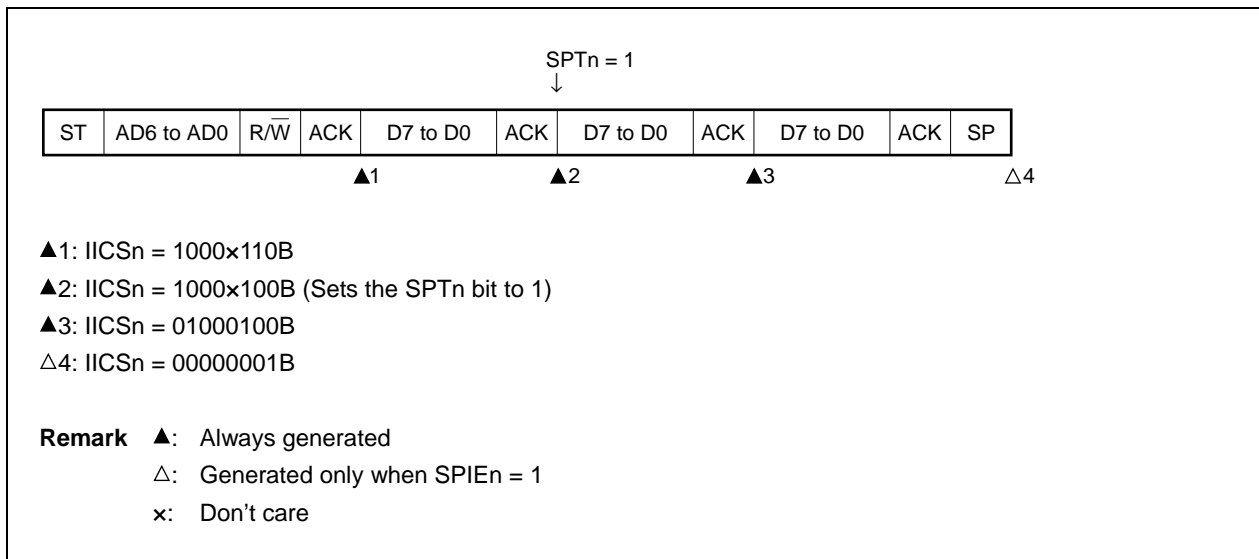 SPTn = 1
↓
ST AD6 to AD0 R/W̅ ACK D7 to D0 ACK D7 to D0 ACK D7 to D0 ACK SP
▲1 ▲2 ▲3 △4
▲1: IICSn = 1000×110B
▲2: IICSn = 1000×100B (Sets the SPTn bit to 1)
▲3: IICSn = 01000100B
△4: IICSn = 00000001B
Remark ▲: Always generated
△: Generated only when SPIEn = 1
×: Don't care